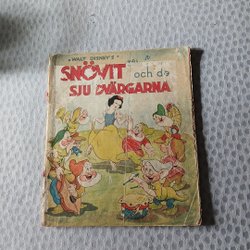 WALT DISNEY'S
SNÖVIT och de
SJU DVÄRGARNA